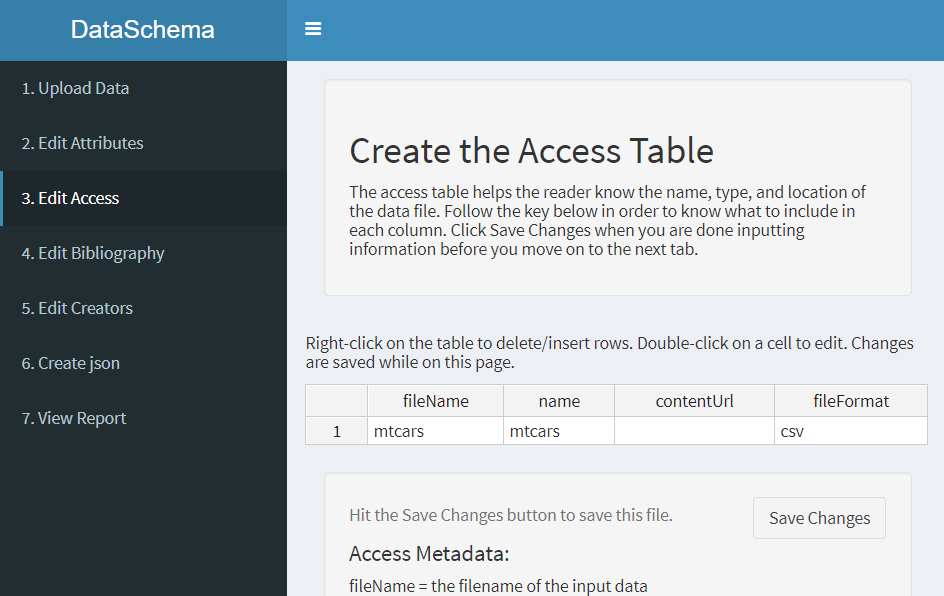 DataSchema
1. Upload Data
2. Edit Attributes
3. Edit Access
4. Edit Bibliography
5. Edit Creators
6. Create json
7. View Report
Create the Access Table
The access table helps the reader know the name, type, and location of
the data file. Follow the key below in order to know what to include in
each column. Click Save Changes when you are done inputting
information before you move on to the next tab.
Right-click on the table to delete/insert rows. Double-click on a cell to edit. Changes
are saved while on this page.
fileName name contentUrl fileFormat
1 mtcars mtcars csv
Hit the Save Changes button to save this file.
Save Changes
Access Metadata:
fileName = the filename of the input data